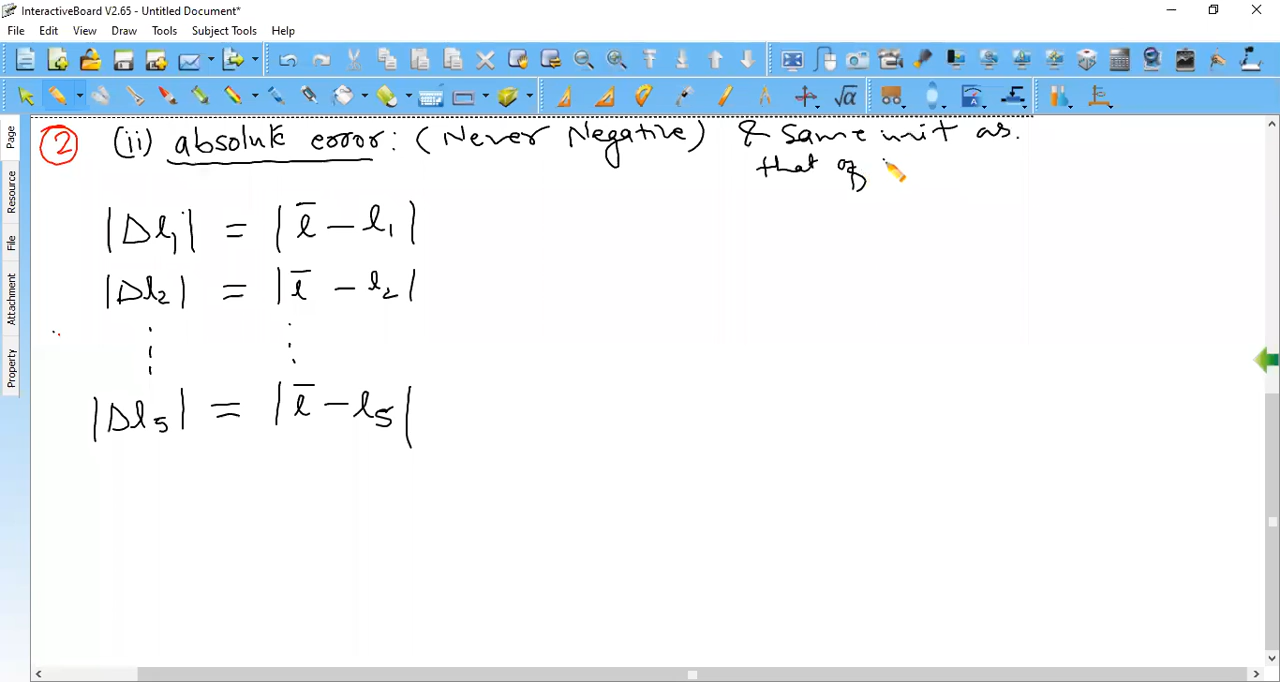 InteractiveBoard V2.65 - Untitled Document*
File Edit View Draw Tools Subject Tools Help
Page
Resource
File
Attachment
Property
2 (ii) absolute error: (Never Negative) & same unit as.
that of
|Δl₁| = |l̅ - l₁|
|Δl₂| = |l̅ - l₂|
⋮ ⋮
|Δl₅| = |l̅ - l₅|